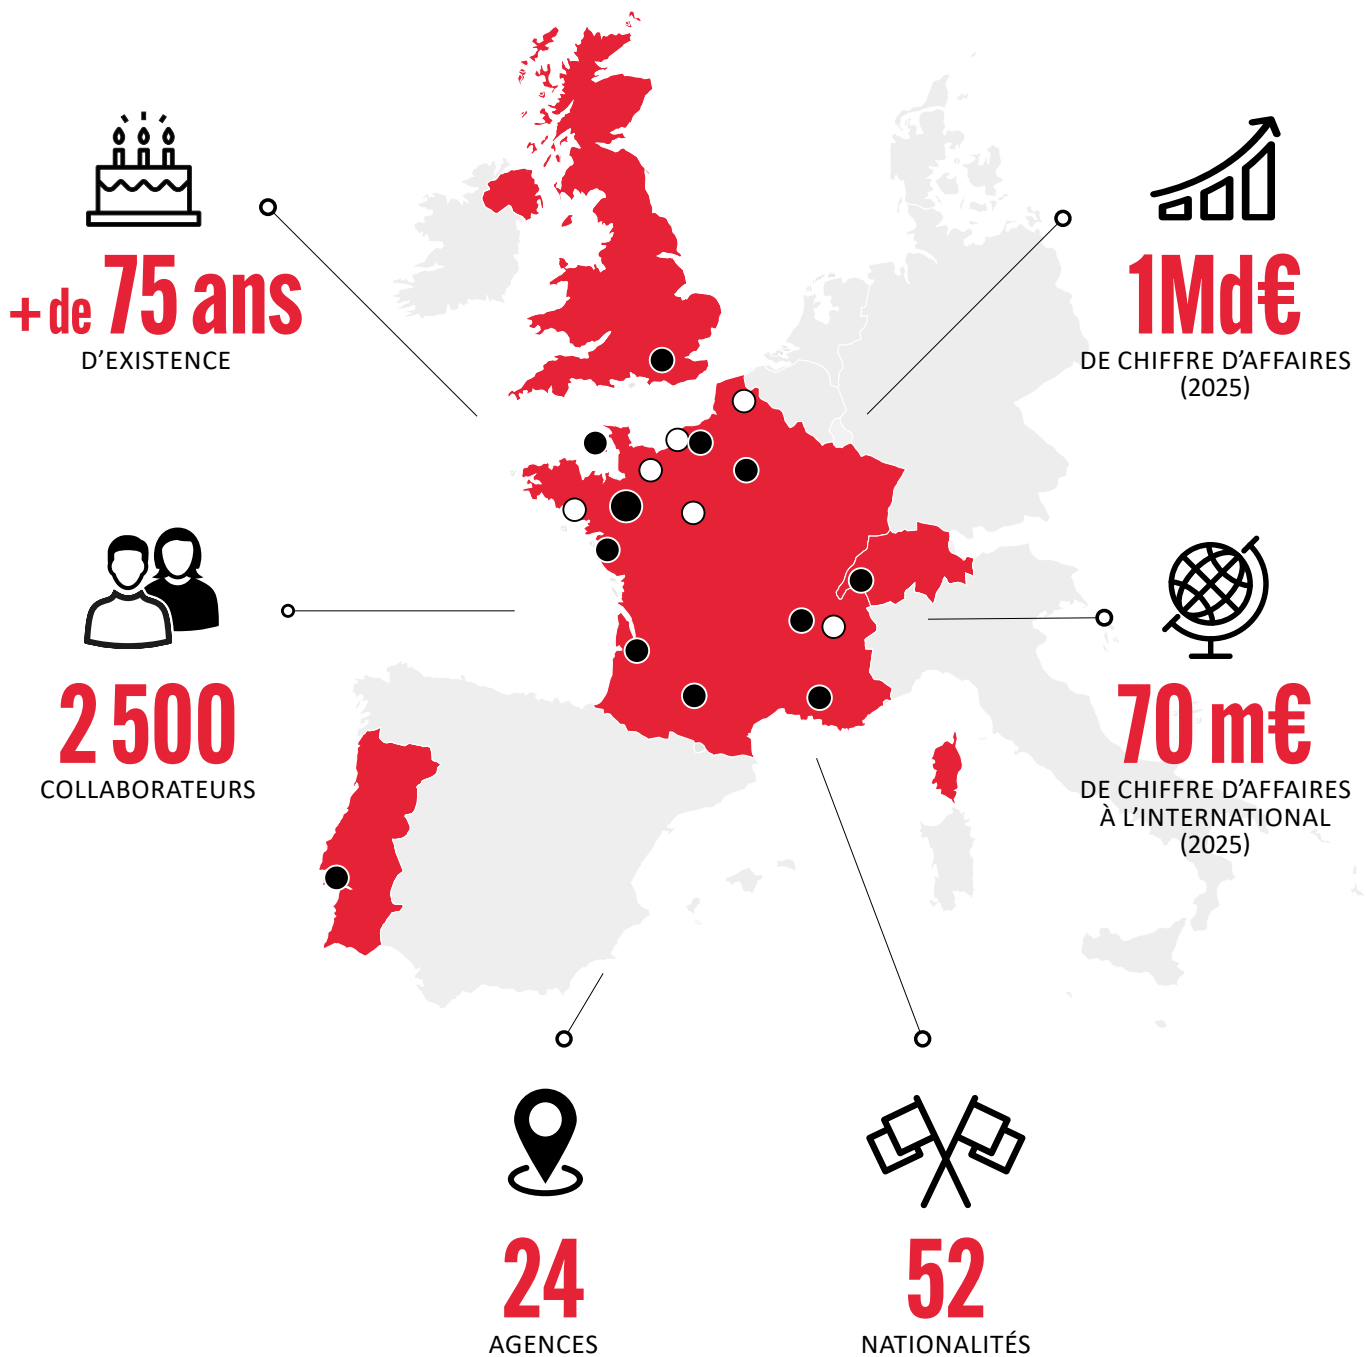 + de 75 ans
D’EXISTENCE
1Md€
DE CHIFFRE D’AFFAIRES
(2025)
2 500
COLLABORATEURS
70 m€
DE CHIFFRE D’AFFAIRES
À L’INTERNATIONAL
(2025)
24
AGENCES
52
NATIONALITÉS